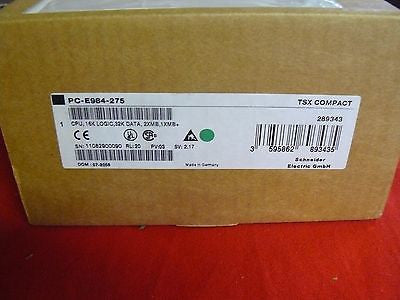 PC-E984-275 TSX COMPACT
289343
1 CPU, 16K LOGIC,32K DATA, 2XMB,1XMB+
SN: 11082900090 RL:20 PV:03 SV: 2.17
3 595862 893435
Schneider
Electric GmbH
DOM : 07-2008 Made in Germany